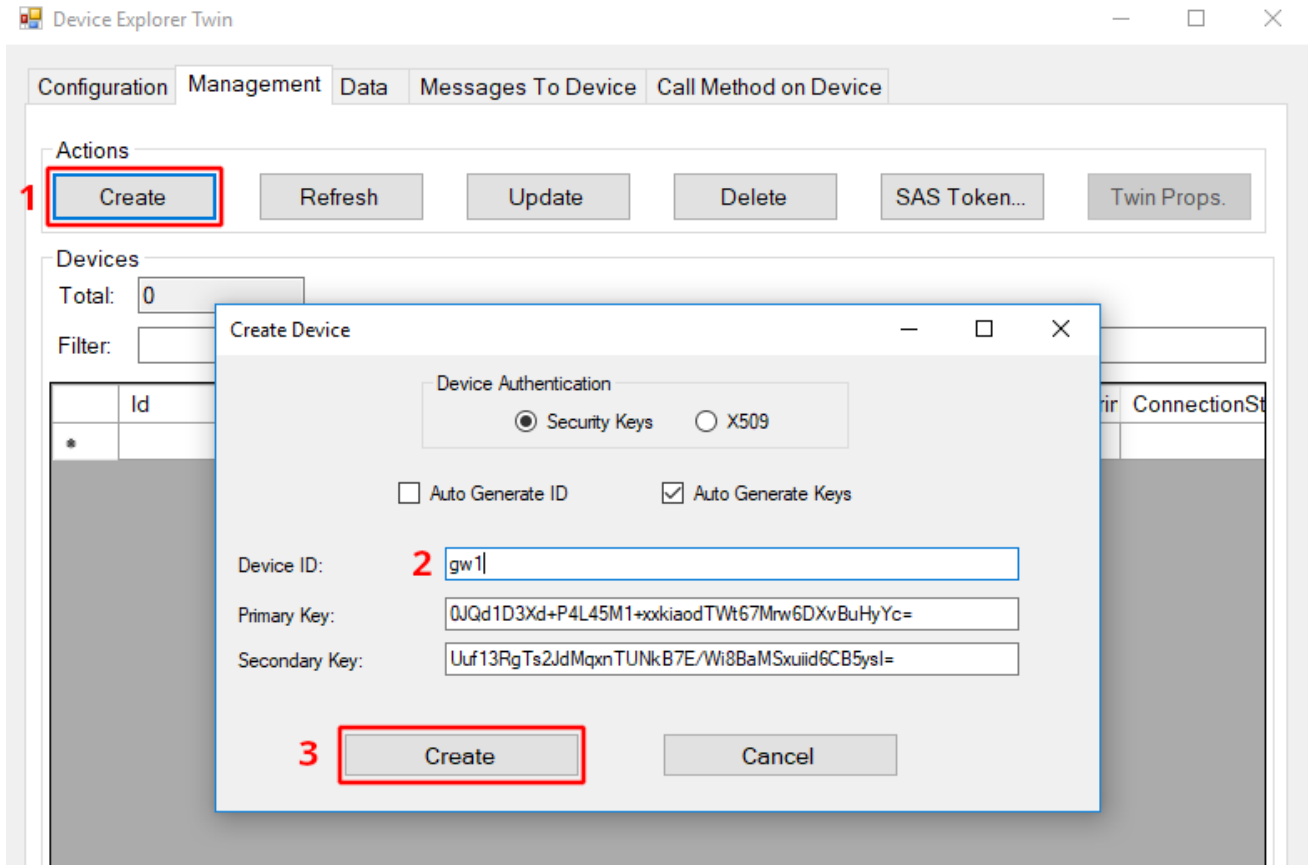 Device Explorer Twin
Configuration Management Data Messages To Device Call Method on Device
Actions
1 Create Refresh Update Delete SAS Token... Twin Props.
Devices
Total: 0
Filter:
Create Device
Device Authentication
Security Keys X509
Id ConnectionSt
*
Auto Generate ID Auto Generate Keys
Device ID: 2 gw1
Primary Key: 0JQd1D3Xd+P4L45M1+xxkiaodTWt67Mrw6DXvBuHyYc=
Secondary Key: Uuf13RgTs2JdMqxnTUNkB7E/Wi8BaMSxuiid6CB5ysI=
3 Create Cancel